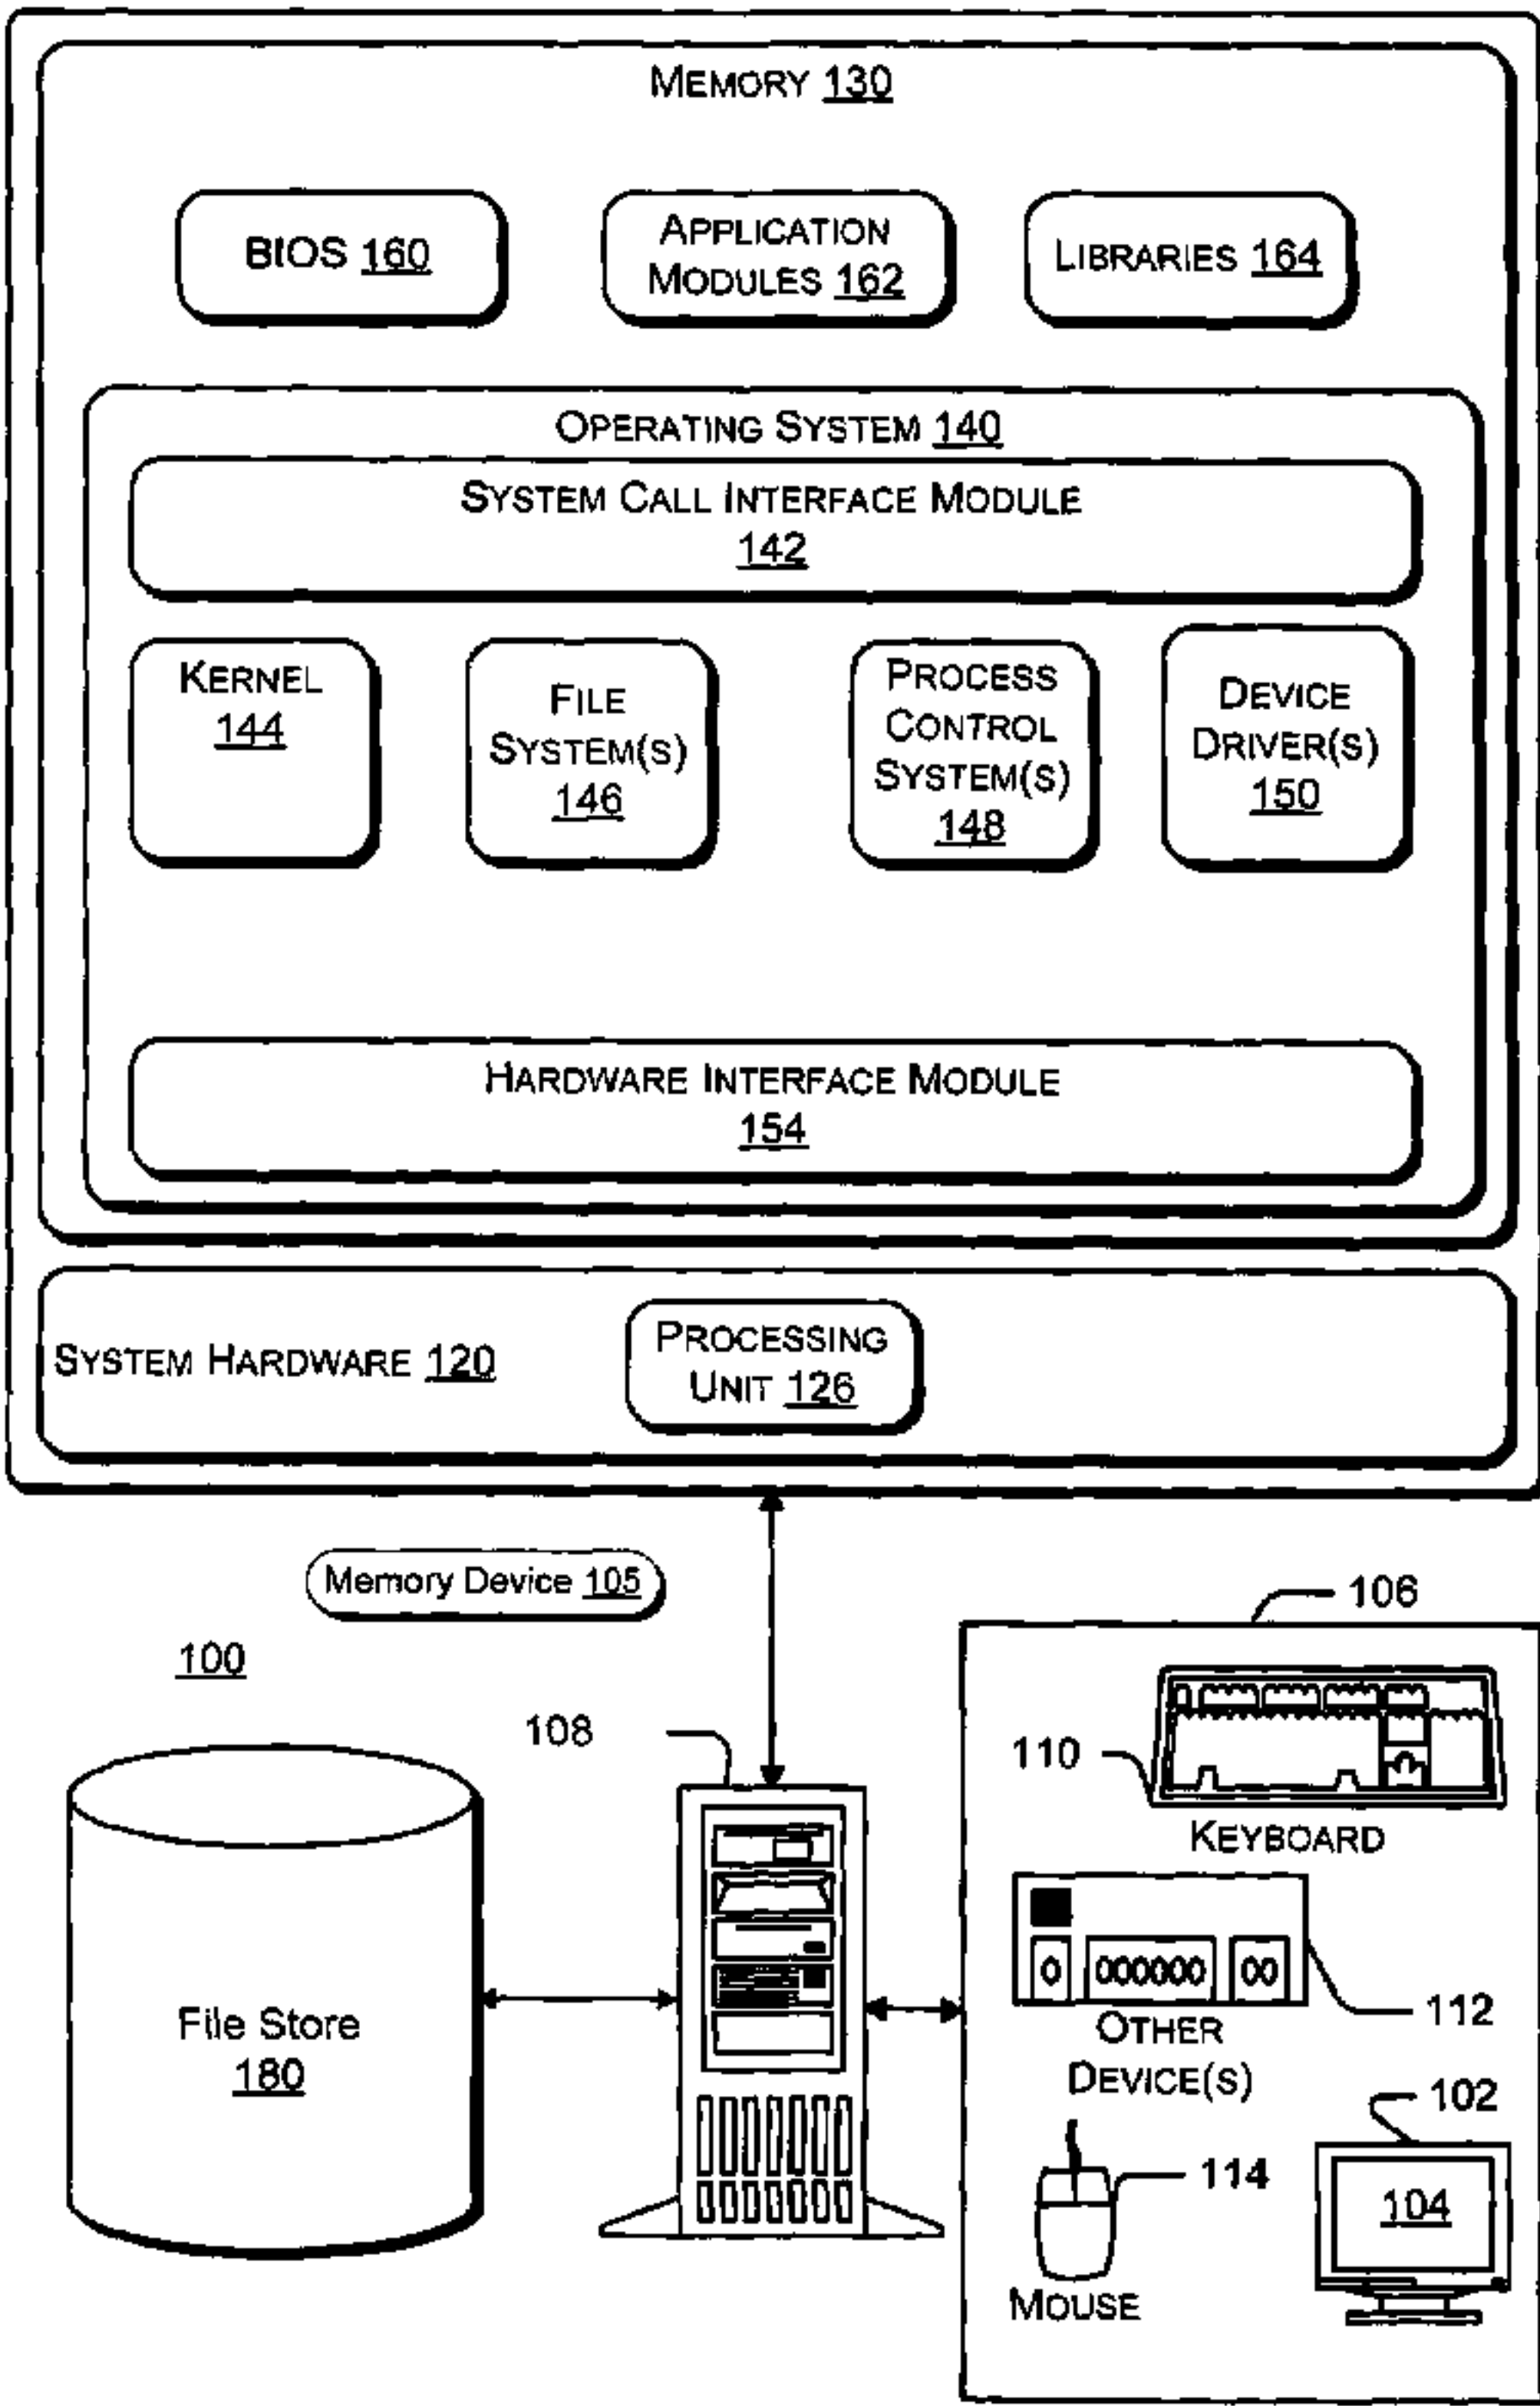 MEMORY 130
BIOS 160
APPLICATION
MODULES 162
LIBRARIES 164
OPERATING SYSTEM 140
SYSTEM CALL INTERFACE MODULE
142
KERNEL
144
FILE
SYSTEM(S)
146
PROCESS
CONTROL
SYSTEM(S)
148
DEVICE
DRIVER(S)
150
HARDWARE INTERFACE MODULE
154
SYSTEM HARDWARE 120
PROCESSING
UNIT 126
Memory Device 105
106
100
108
110
KEYBOARD
0 000000 00
112
OTHER
DEVICE(S)
File Store
180
102
114
104
MOUSE